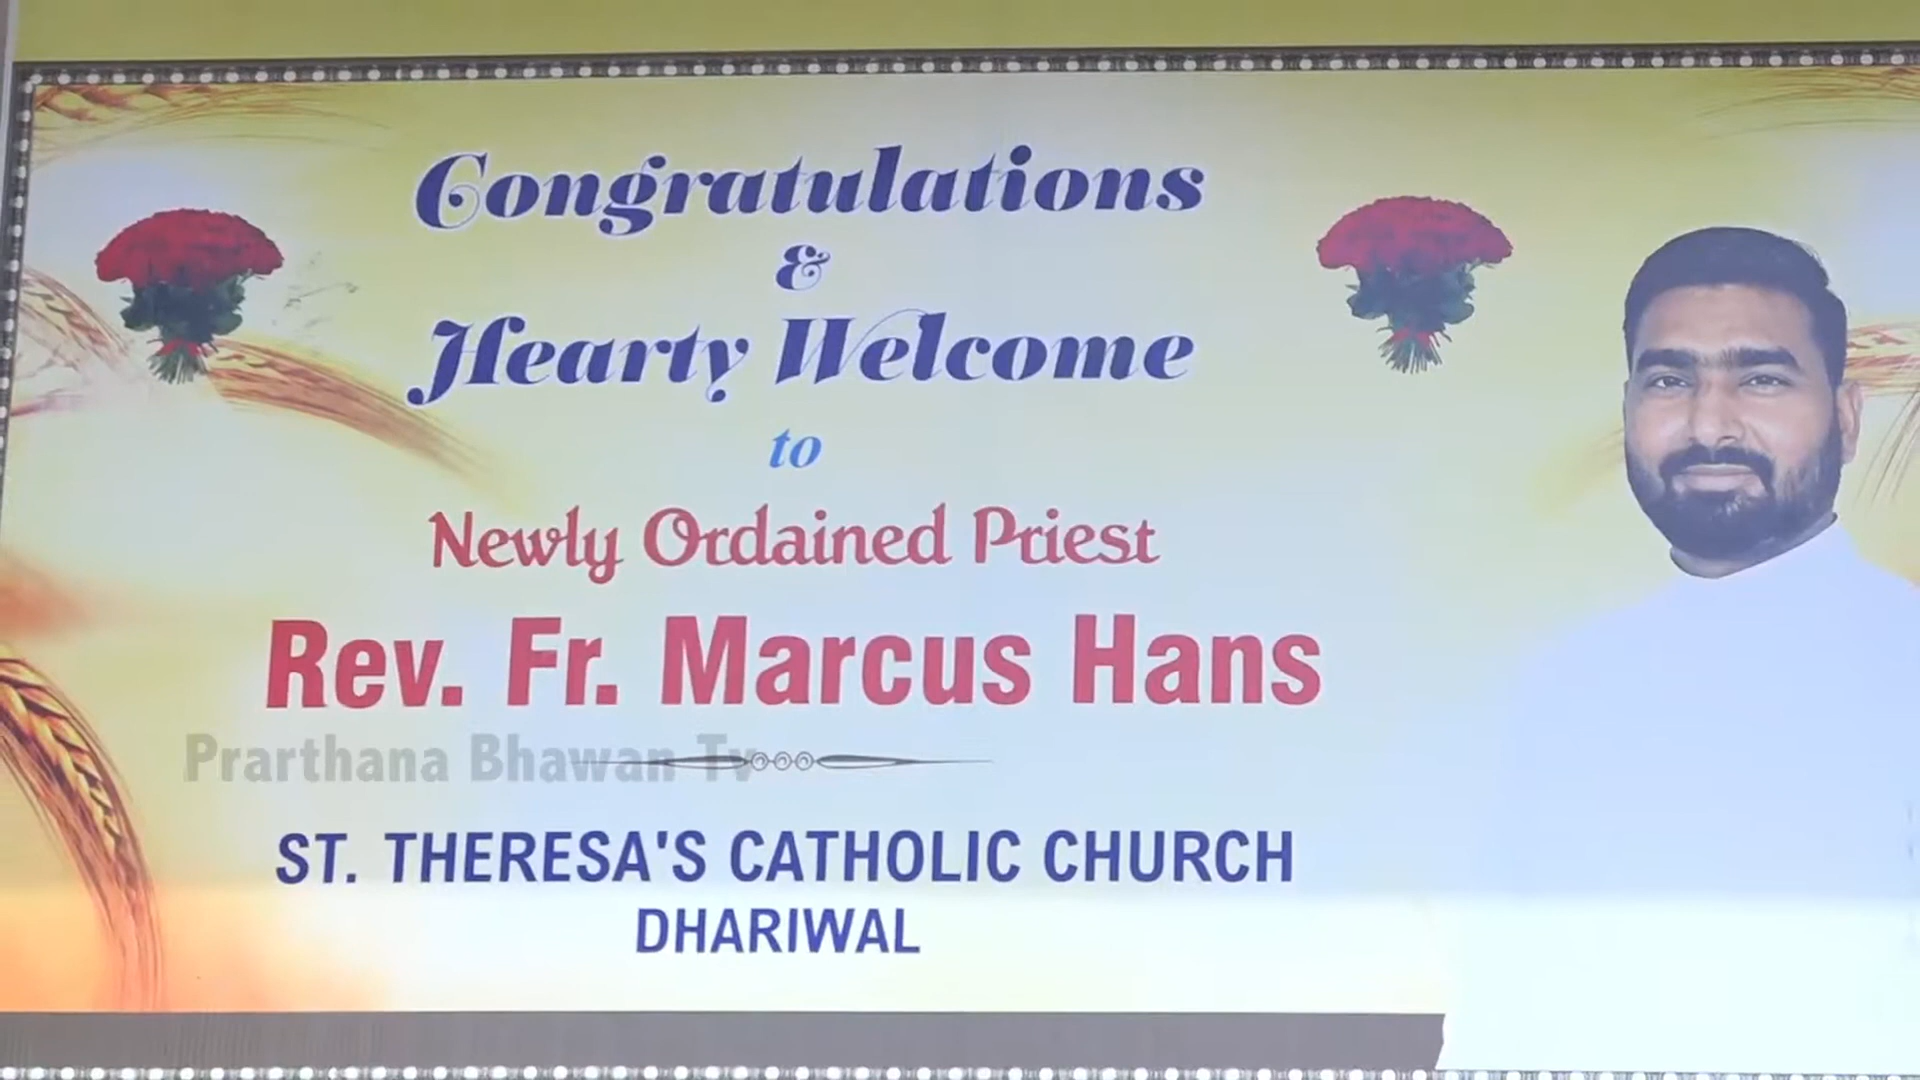 Congratulations
&
Hearty Welcome
to
Newly Ordained Priest
Rev. Fr. Marcus Hans
Prarthana Bhawan Tv
ST. THERESA'S CATHOLIC CHURCH
DHARIWAL